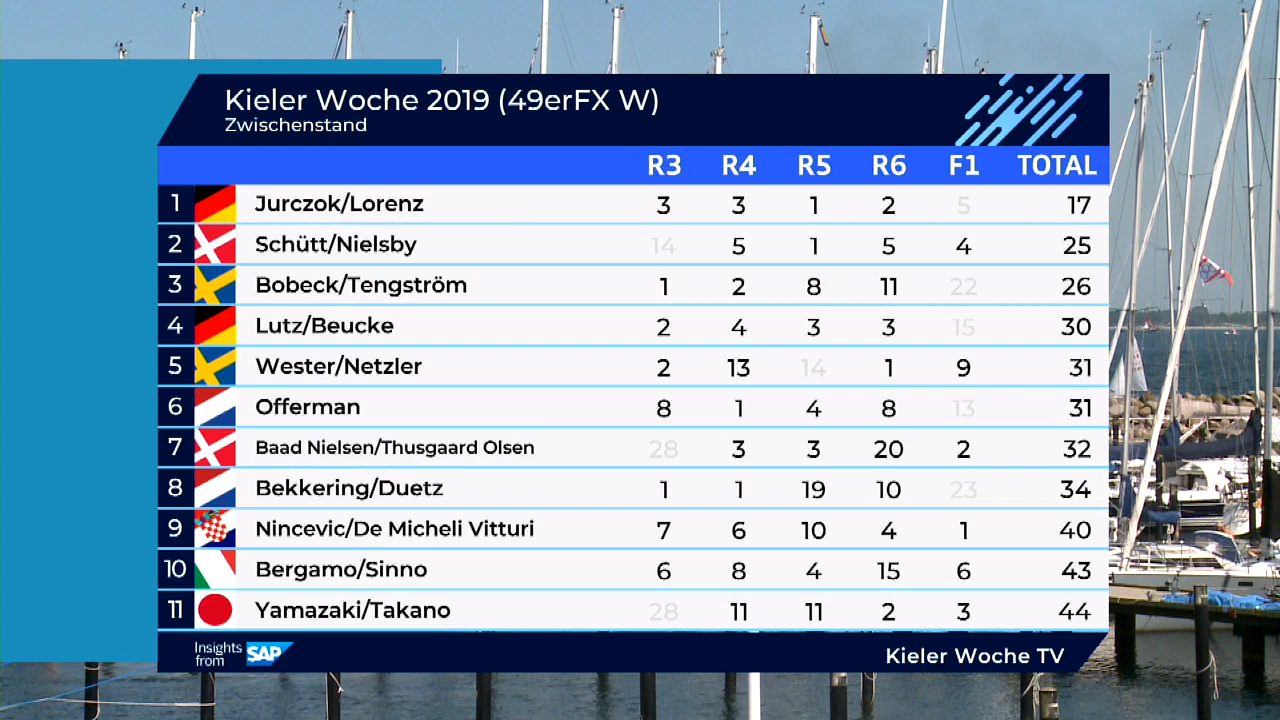 Kieler Woche 2019 (49erFX W)
Zwischenstand
R3 R4 R5 R6 F1 TOTAL
1 Jurczok/Lorenz 3 3 1 2 5 17
2 Schütt/Nielsby 14 5 1 5 4 25
3 Bobeck/Tengström 1 2 8 11 22 26
4 Lutz/Beucke 2 4 3 3 15 30
5 Wester/Netzler 2 13 14 1 9 31
6 Offerman 8 1 4 8 13 31
7 Baad Nielsen/Thusgaard Olsen 28 3 3 20 2 32
8 Bekkering/Duetz 1 1 19 10 23 34
9 Nincevic/De Micheli Vitturi 7 6 10 4 1 40
10 Bergamo/Sinno 6 8 4 15 6 43
11 Yamazaki/Takano 28 11 11 2 3 44
Insights
from SAP
Kieler Woche TV